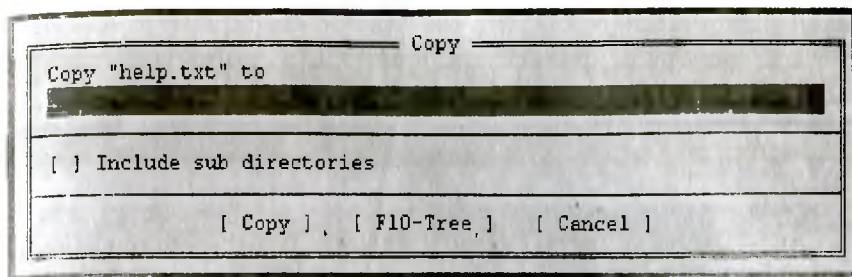 Copy
Copy "help.txt" to
[ ] Include sub directories
[ Copy ] [ F10-Tree ] [ Cancel ]